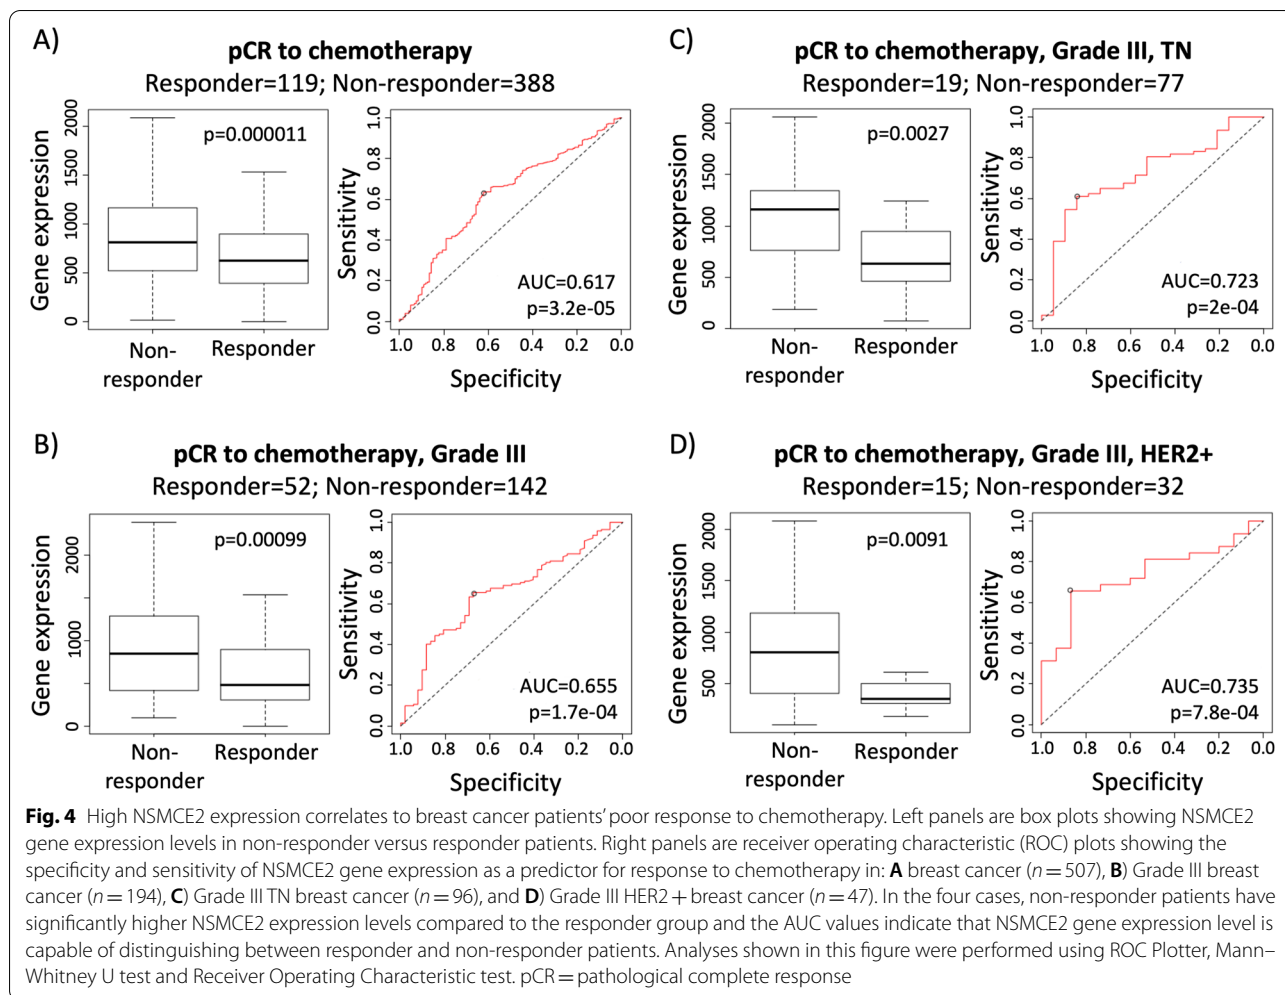 A)
pCR to chemotherapy
Responder=119; Non-responder=388
Gene expression
2000
1500
1000
500
0
p=0.000011
Non-
responder
Responder
Sensitivity
1.0
0.8
0.6
0.4
0.2
0.0
AUC=0.617
p=3.2e-05
1.0 0.8 0.6 0.4 0.2 0.0
Specificity
C)
pCR to chemotherapy, Grade III, TN
Responder=19; Non-responder=77
Gene expression
2000
1500
1000
500
0
p=0.0027
Non-
responder
Responder
Sensitivity
1.0
0.8
0.6
0.4
0.2
0.0
AUC=0.723
p=2e-04
1.0 0.8 0.6 0.4 0.2 0.0
Specificity
B)
pCR to chemotherapy, Grade III
Responder=52; Non-responder=142
Gene expression
2000
1000
0
p=0.00099
Non-
responder
Responder
Sensitivity
1.0
0.8
0.6
0.4
0.2
0.0
AUC=0.655
p=1.7e-04
1.0 0.8 0.6 0.4 0.2 0.0
Specificity
D)
pCR to chemotherapy, Grade III, HER2+
Responder=15; Non-responder=32
Gene expression
2000
1500
1000
500
p=0.0091
Non-
responder
Responder
Sensitivity
1.0
0.8
0.6
0.4
0.2
0.0
AUC=0.735
p=7.8e-04
1.0 0.8 0.6 0.4 0.2 0.0
Specificity
Fig. 4 High NSMCE2 expression correlates to breast cancer patients’ poor response to chemotherapy. Left panels are box plots showing NSMCE2
gene expression levels in non-responder versus responder patients. Right panels are receiver operating characteristic (ROC) plots showing the
specificity and sensitivity of NSMCE2 gene expression as a predictor for response to chemotherapy in: A breast cancer (n = 507), B) Grade III breast
cancer (n = 194), C) Grade III TN breast cancer (n = 96), and D) Grade III HER2 + breast cancer (n = 47). In the four cases, non-responder patients have
significantly higher NSMCE2 expression levels compared to the responder group and the AUC values indicate that NSMCE2 gene expression level is
capable of distinguishing between responder and non-responder patients. Analyses shown in this figure were performed using ROC Plotter, Mann–
Whitney U test and Receiver Operating Characteristic test. pCR = pathological complete response